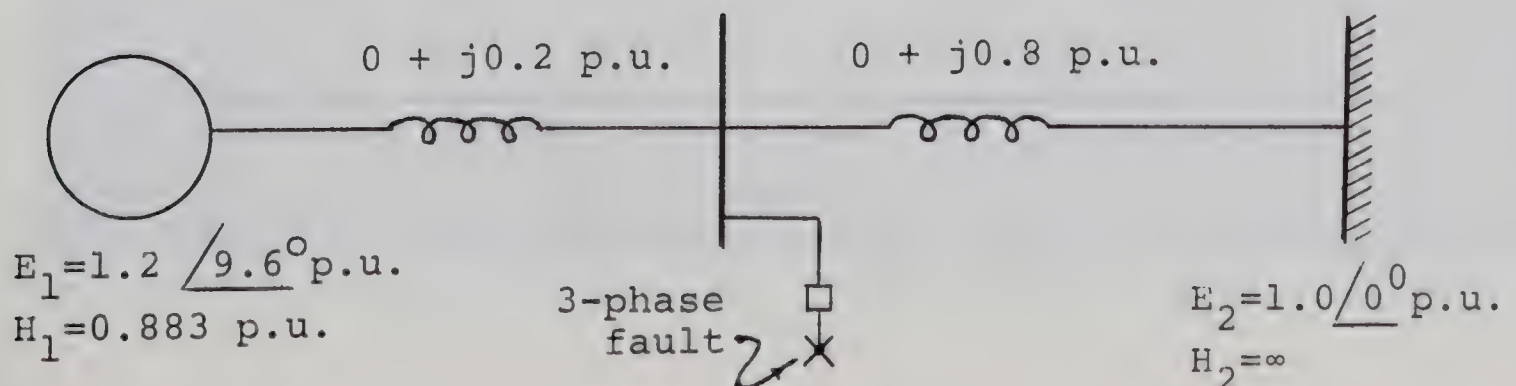 0 + j0.2 p.u.
0 + j0.8 p.u.
E₁=1.2 /9.6° p.u.
H₁=0.883 p.u.
3-phase
fault
E₂=1.0/0⁰ p.u.
H₂=∞